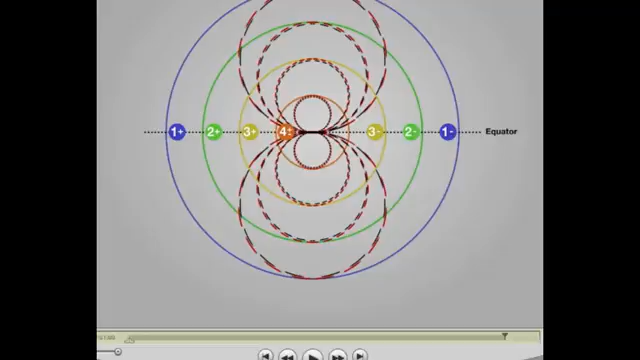 1+ 2+ 3+ 4± 3- 2- 1- Equator